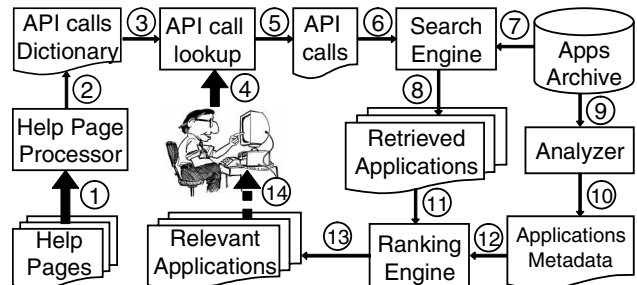 API calls
Dictionary
3
API call
lookup
5
API
calls
6
Search
Engine
7
Apps
Archive
2
4
8
9
Help Page
Processor
Retrieved
Applications
Analyzer
1
14
11
10
Help
Pages
Relevant
Applications
13
Ranking
Engine
12
Applications
Metadata